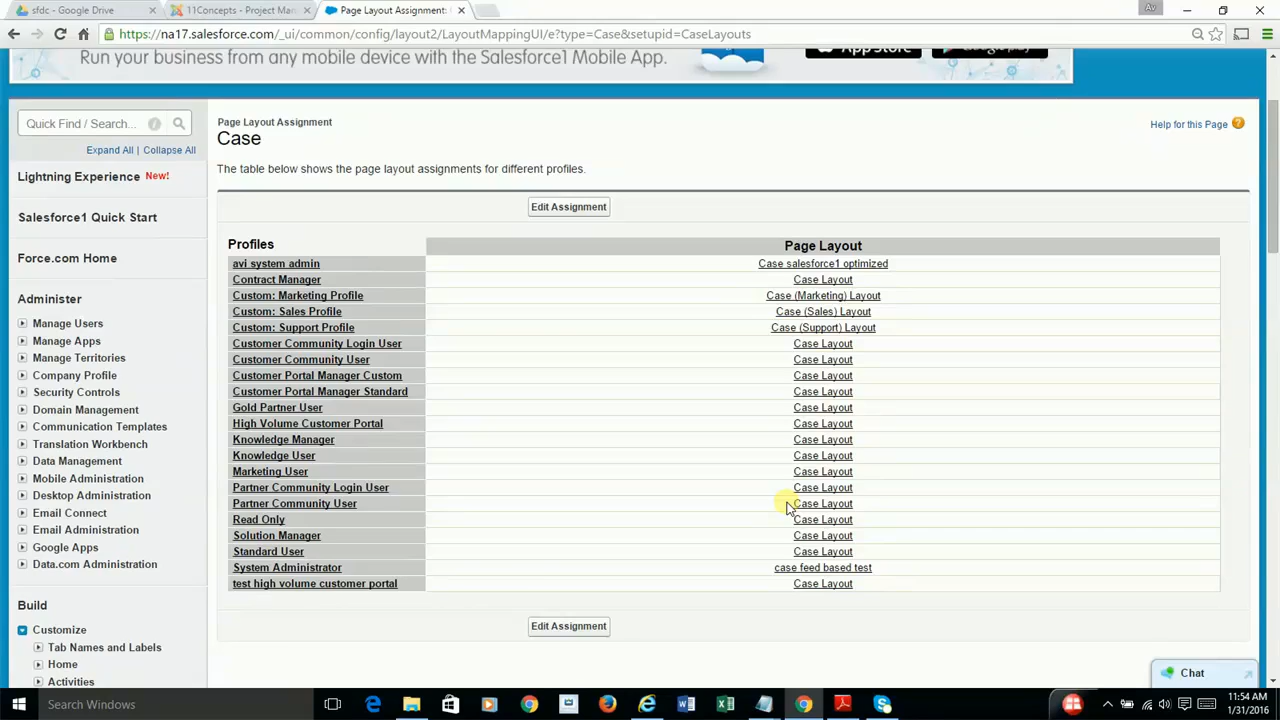 sfdc - Google Drive
11Concepts - Project Man
Page Layout Assignment:
Av
https://na17.salesforce.com/_ui/common/config/layout2/LayoutMappingUI/e?type=Case&setupid=CaseLayouts
Run your business from any mobile device with the Salesforce Mobile App.
App Store
Quick Find / Search...
Expand All | Collapse All
Lightning Experience New!
Salesforce1 Quick Start
Force.com Home
Administer
Manage Users
Manage Apps
Manage Territories
Company Profile
Security Controls
Domain Management
Communication Templates
Translation Workbench
Data Management
Mobile Administration
Desktop Administration
Email Connect
Email Administration
Google Apps
Data.com Administration
Build
Customize
Tab Names and Labels
Home
Activities
Page Layout Assignment
Case
Help for this Page
The table below shows the page layout assignments for different profiles.
Edit Assignment
Profiles Page Layout
avi system admin Case salesforce1 optimized
Contract Manager Case Layout
Custom: Marketing Profile Case (Marketing) Layout
Custom: Sales Profile Case (Sales) Layout
Custom: Support Profile Case (Support) Layout
Customer Community Login User Case Layout
Customer Community User Case Layout
Customer Portal Manager Custom Case Layout
Customer Portal Manager Standard Case Layout
Gold Partner User Case Layout
High Volume Customer Portal Case Layout
Knowledge Manager Case Layout
Knowledge User Case Layout
Marketing User Case Layout
Partner Community Login User Case Layout
Partner Community User Case Layout
Read Only Case Layout
Solution Manager Case Layout
Standard User Case Layout
System Administrator case feed based test
test high volume customer portal Case Layout
Edit Assignment
Chat
Search Windows
11:54 AM
1/31/2016